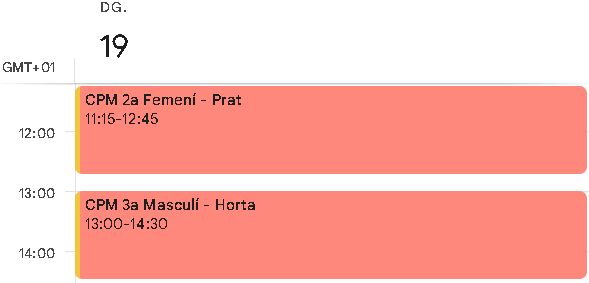 DG.
19
GMT+01
CPM 2a Femení - Prat
11:15-12:45
12:00
13:00
CPM 3a Masculí - Horta
13:00-14:30
14:00